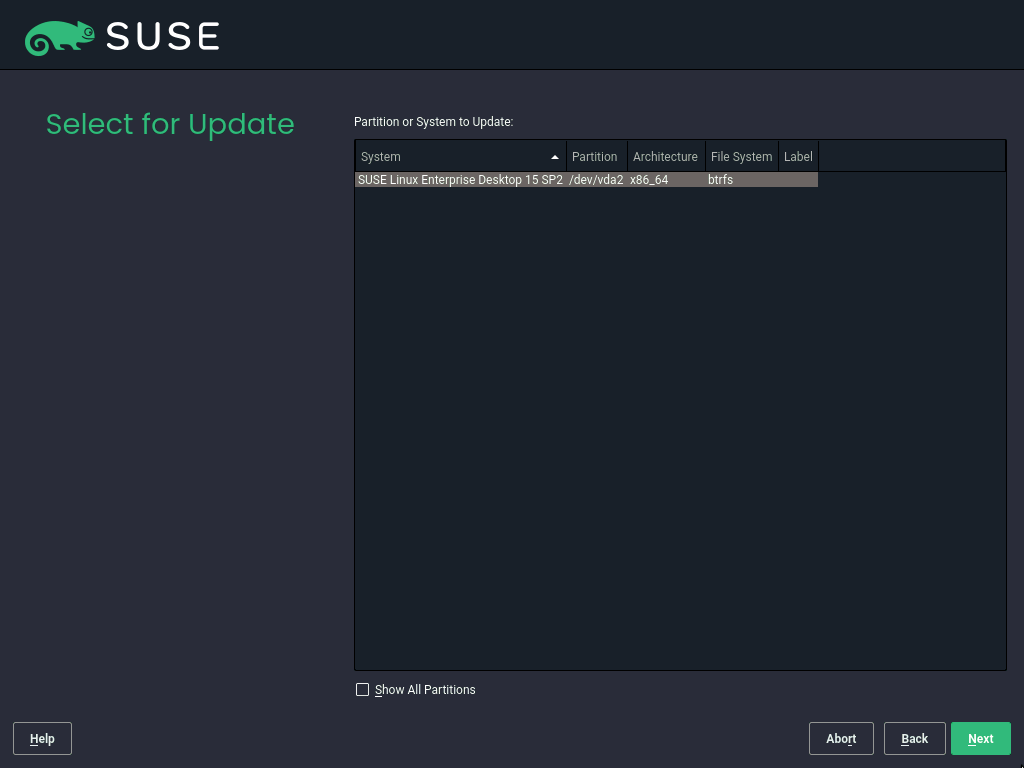 SUSE
Select for Update
Partition or System to Update:
System Partition Architecture File System Label
SUSE Linux Enterprise Desktop 15 SP2 /dev/vda2 x86_64 btrfs
Show All Partitions
Help Abort Back Next